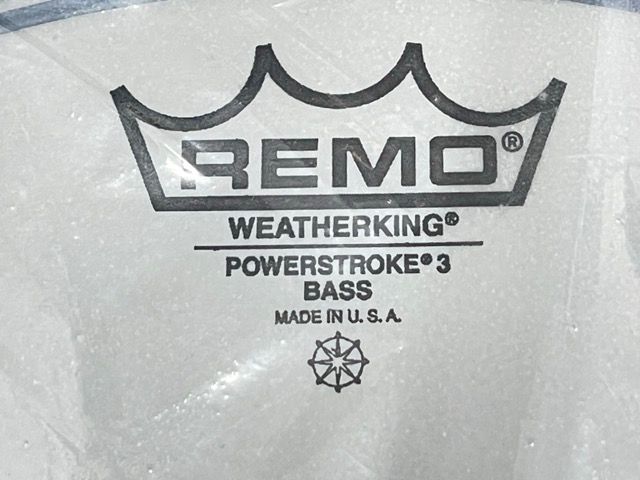 REMO®
WEATHERKING®
POWERSTROKE® 3
BASS
MADE IN U. S. A.